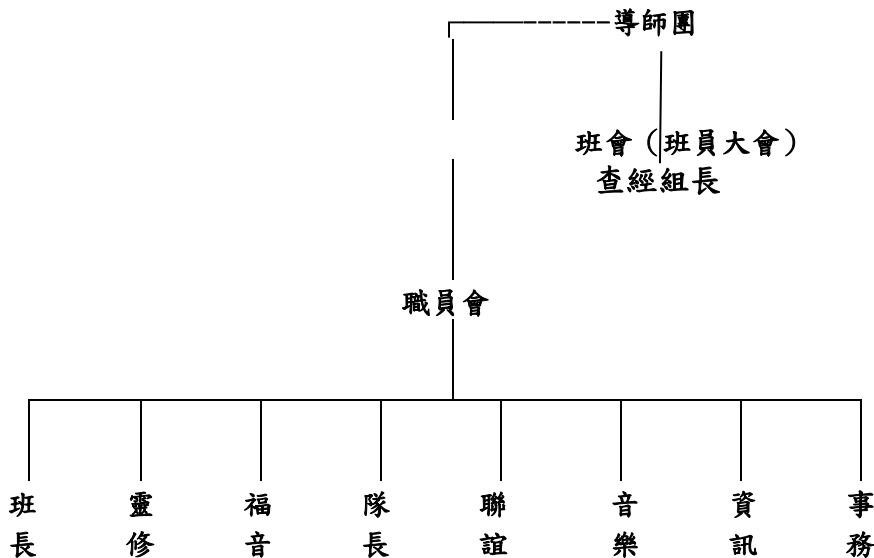 導師團
班會（班員大會）
查經組長
職員會
班長
靈修
福音
隊長
聯誼
音樂
資訊
事務